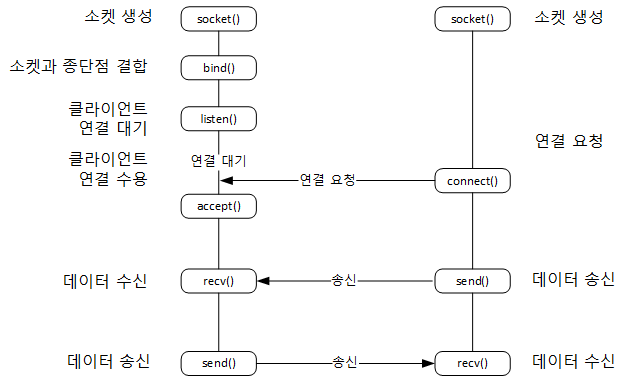 소켓 생성
socket()
socket()
소켓 생성
소켓과 종단점 결합
bind()
클라이언트
연결 대기
listen()
연결 요청
클라이언트
연결 수용
연결 대기
연결 요청
connect()
accept()
데이터 수신
recv()
송신
send()
데이터 송신
데이터 송신
send()
송신
recv()
데이터 수신